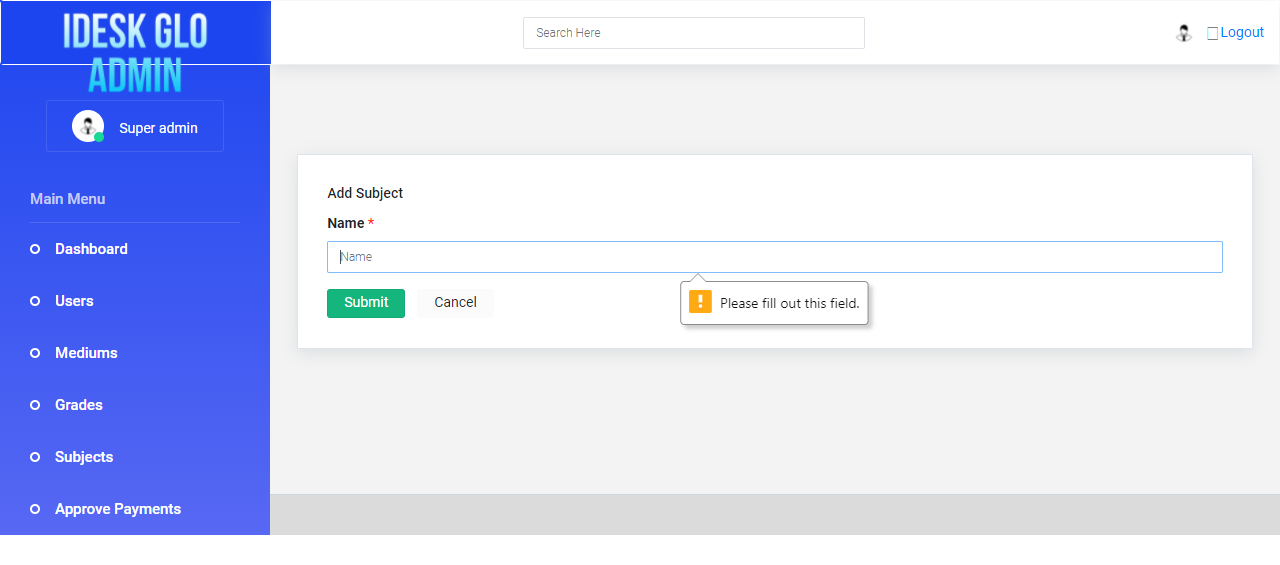 IDESK GLO
ADMIN
Search Here
Logout
Super admin
Main Menu
Dashboard
Users
Mediums
Grades
Subjects
Approve Payments
Add Subject
Name *
Name
Please fill out this field.
Submit
Cancel